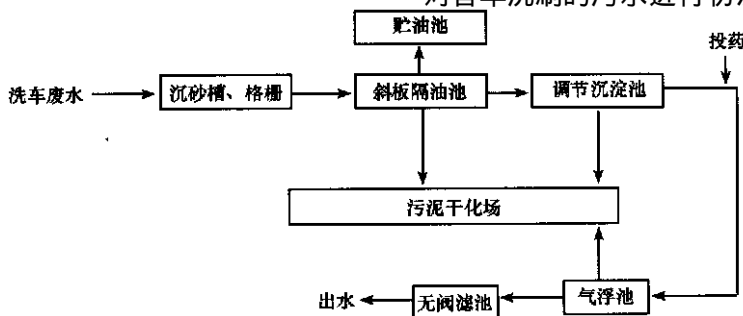 贮油池
投药
洗车废水
沉砂槽、格栅
斜板隔油池
调节沉淀池
污泥干化场
出水
无阀滤池
气浮池